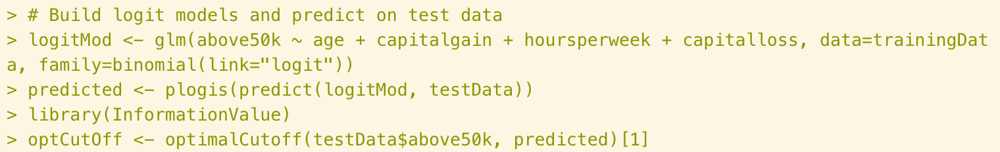 > # Build logit models and predict on test data
> logitMod <- glm(above50k ~ age + capitalgain + hoursperweek + capitalloss, data=trainingDat
a, family=binomial(link="logit"))
> predicted <- plogis(predict(logitMod, testData))
> library(InformationValue)
> optCutOff <- optimalCutoff(testData$above50k, predicted)[1]